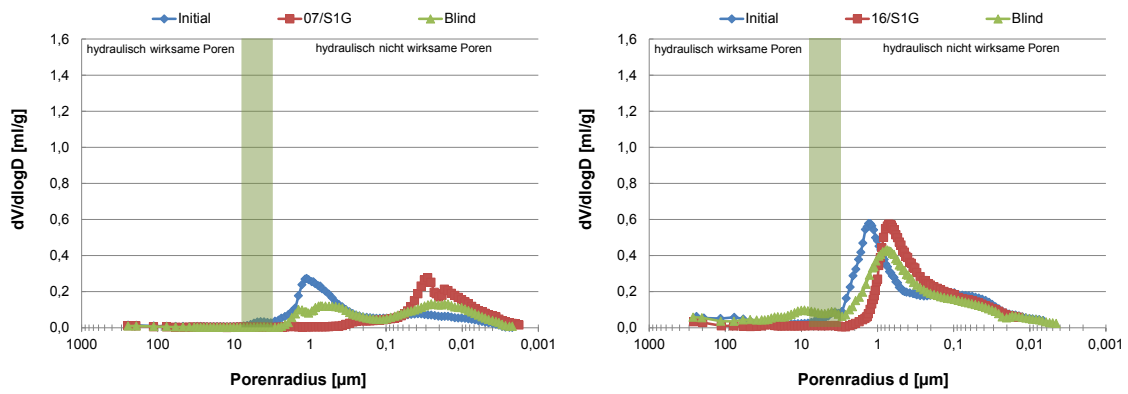 Initial 07/S1G Blind
hydraulisch wirksame Poren hydraulisch nicht wirksame Poren
dV/dlogD [ml/g]
1,6
1,4
1,2
1,0
0,8
0,6
0,4
0,2
0,0
1000 100 10 1 0,1 0,01 0,001
Porenradius [µm]
Initial 16/S1G Blind
hydraulisch wirksame Poren hydraulisch nicht wirksame Poren
dV/dlogD [ml/g]
1,6
1,4
1,2
1,0
0,8
0,6
0,4
0,2
0,0
1000 100 10 1 0,1 0,01 0,001
Porenradius d [µm]